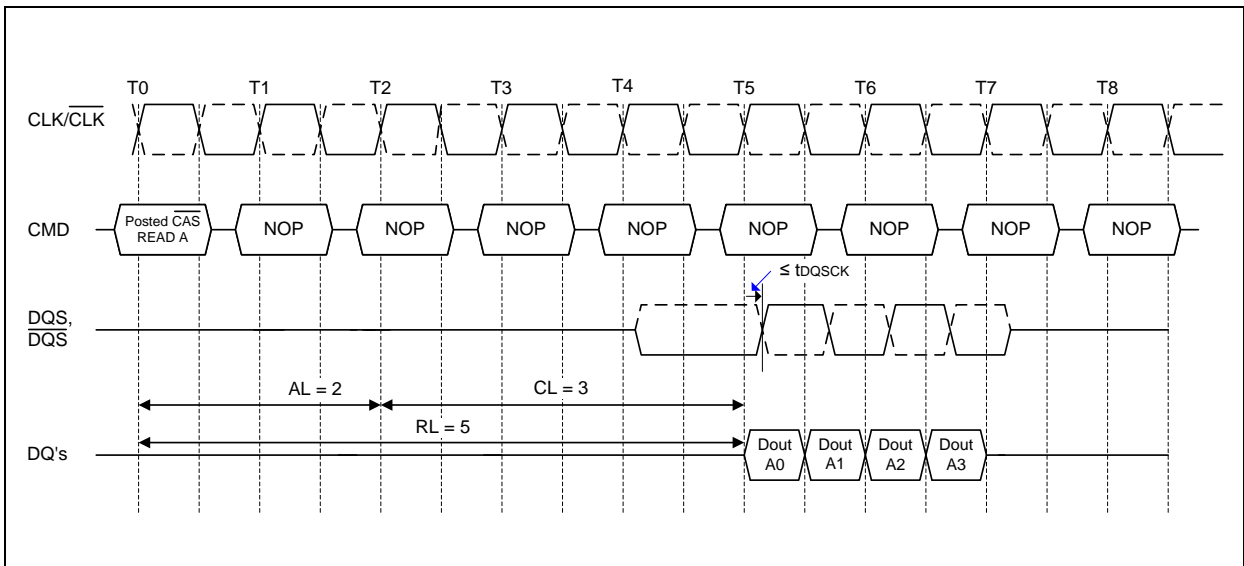 T0 T1 T2 T3 T4 T5 T6 T7 T8
CLK/CLK
CMD
Posted CAS
READ A
NOP NOP NOP NOP NOP NOP NOP NOP
≤ tDQSCK
DQS,
DQS
AL = 2
CL = 3
RL = 5
DQ's
Dout Dout Dout Dout
A0 A1 A2 A3